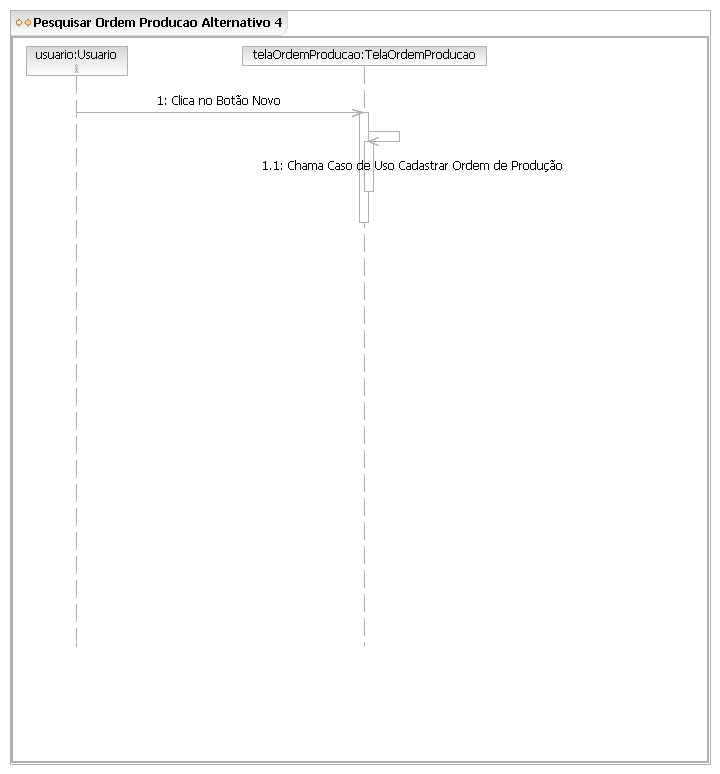 Pesquisar Ordem Producao Alternativo 4
usuario:Usuario
telaOrdemProducao:TelaOrdemProducao
1: Clica no Botão Novo
1.1: Chama Caso de Uso Cadastrar Ordem de Produção